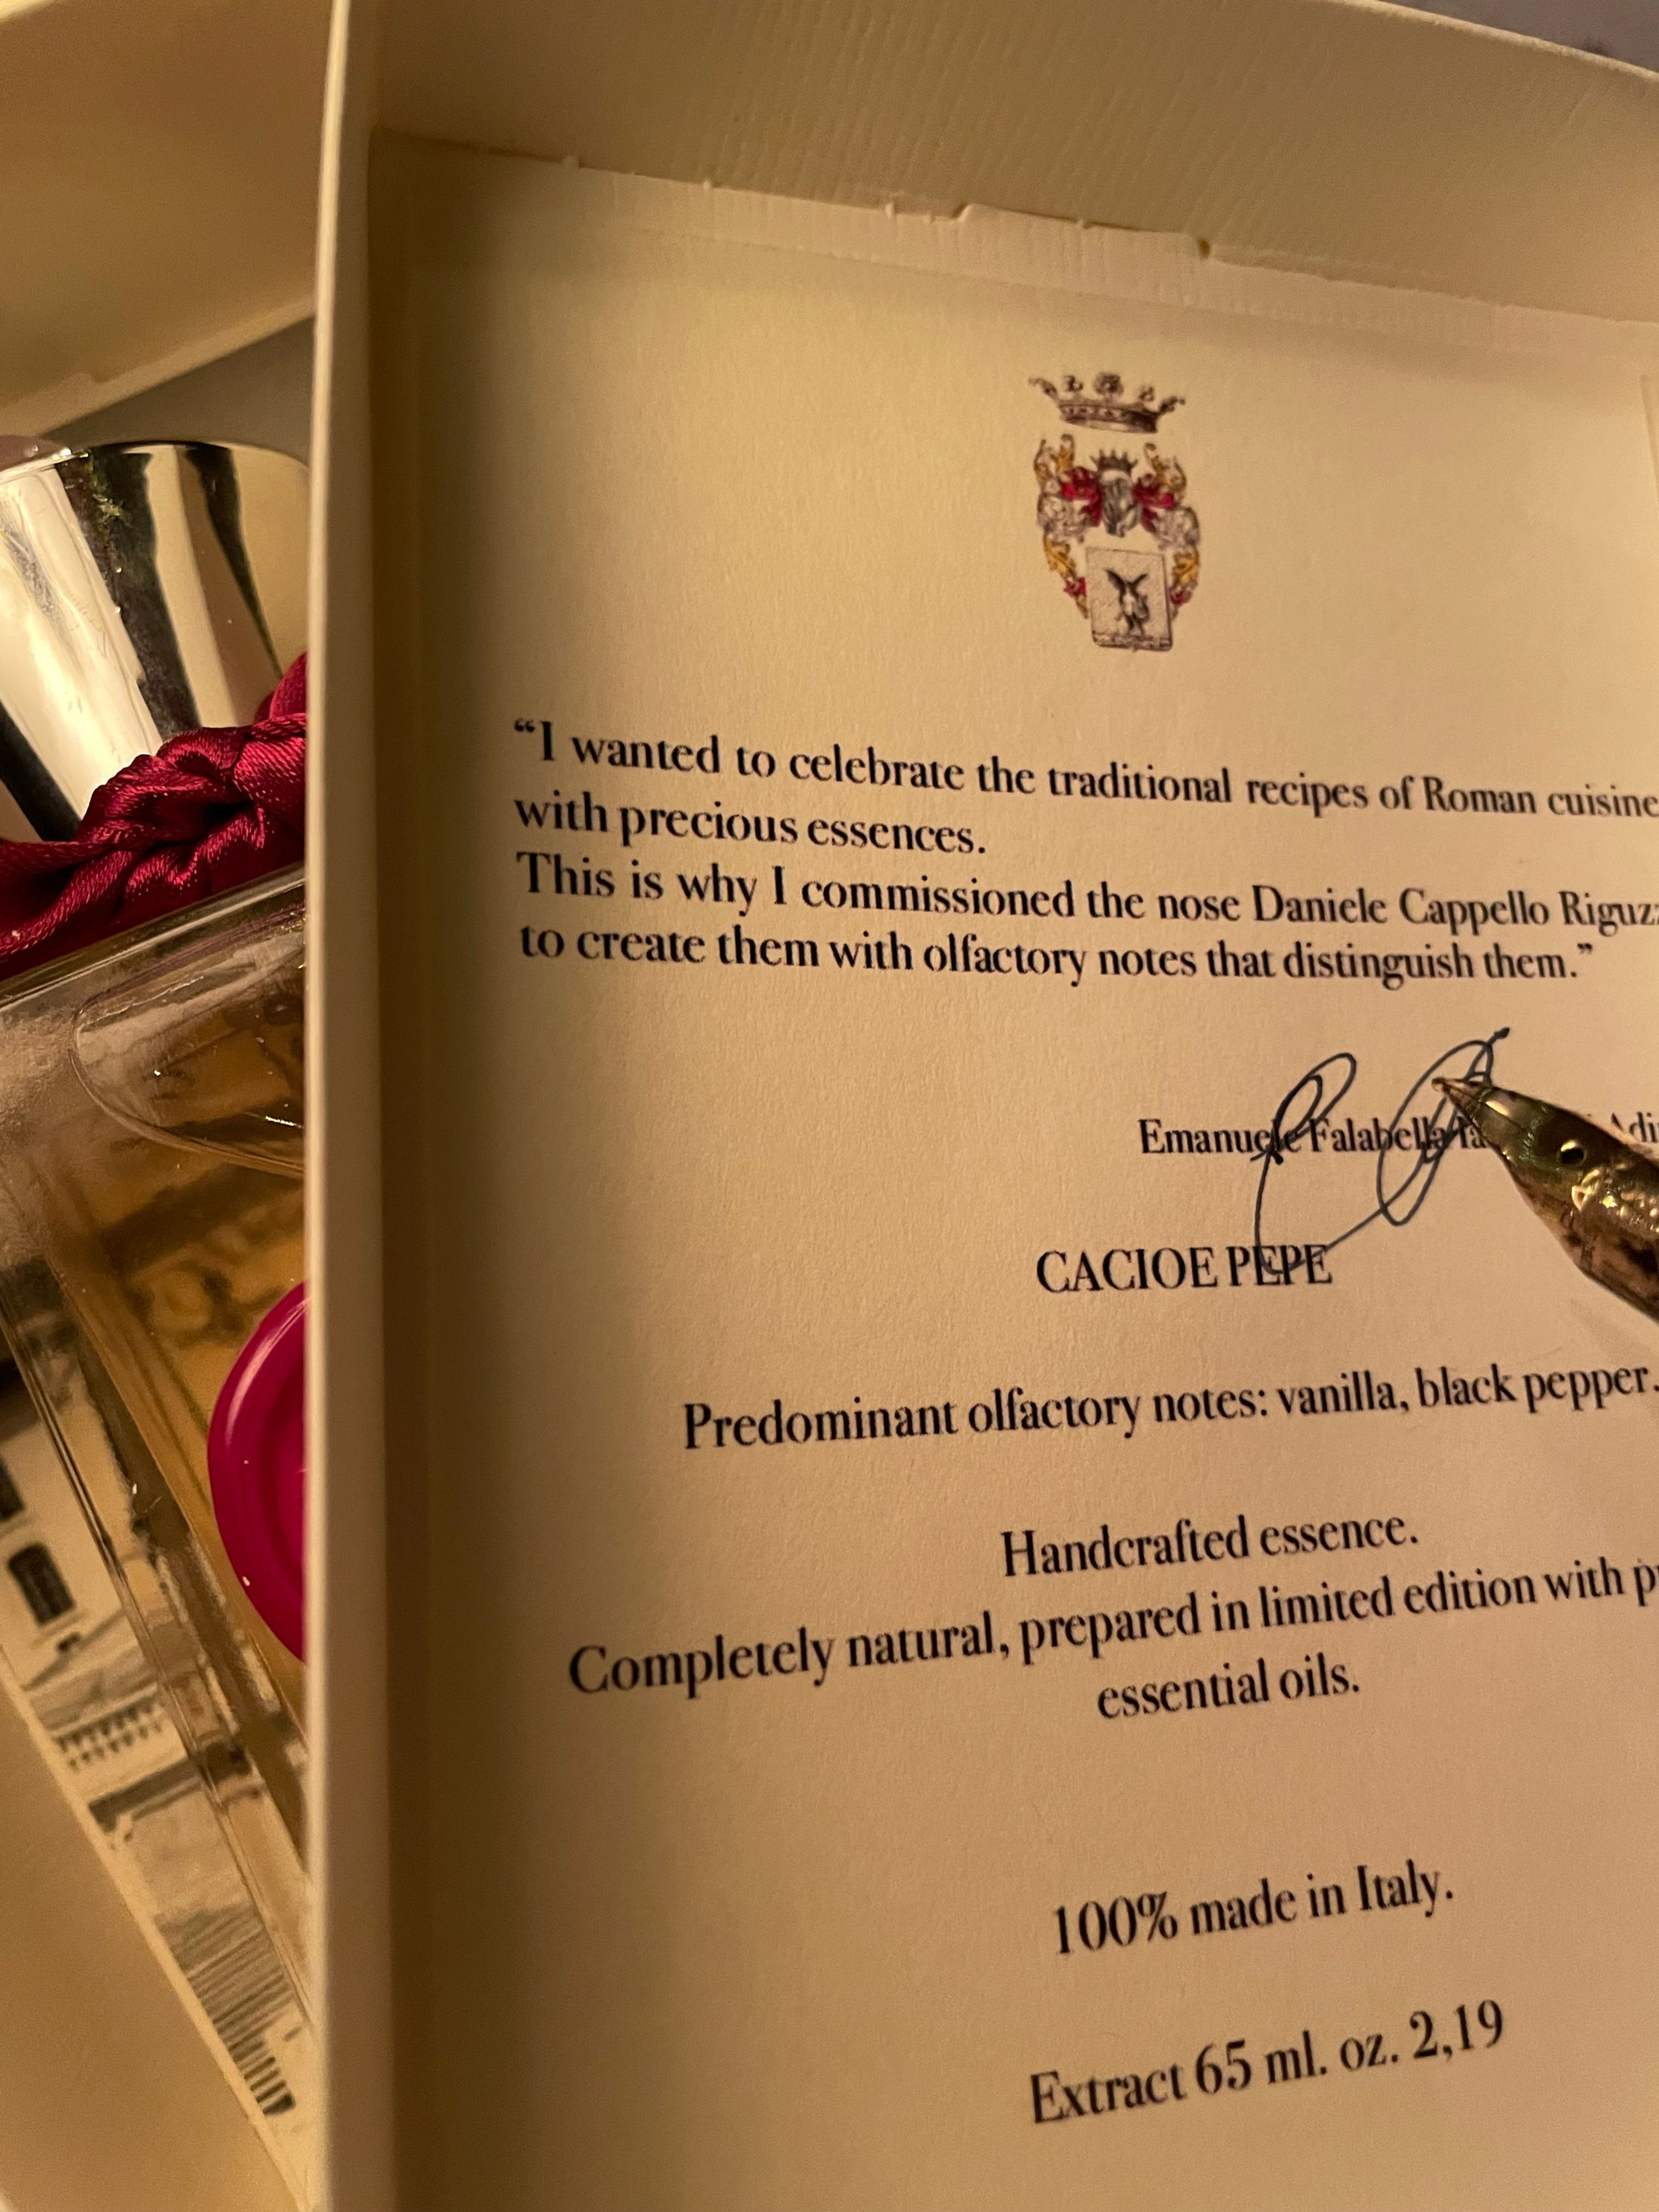 “I wanted to celebrate the traditional recipes of Roman cuisine
with precious essences.
This is why I commissioned the nose Daniele Cappello
to create them with olfactory notes that distinguish them.”
Emanuele Falabella
CACIOE PEPE
Predominant olfactory notes: vanilla, black pepper.
Handcrafted essence.
Completely natural, prepared in limited edition with
essential oils.
100% made in Italy.
Extract 65 ml. oz. 2,19